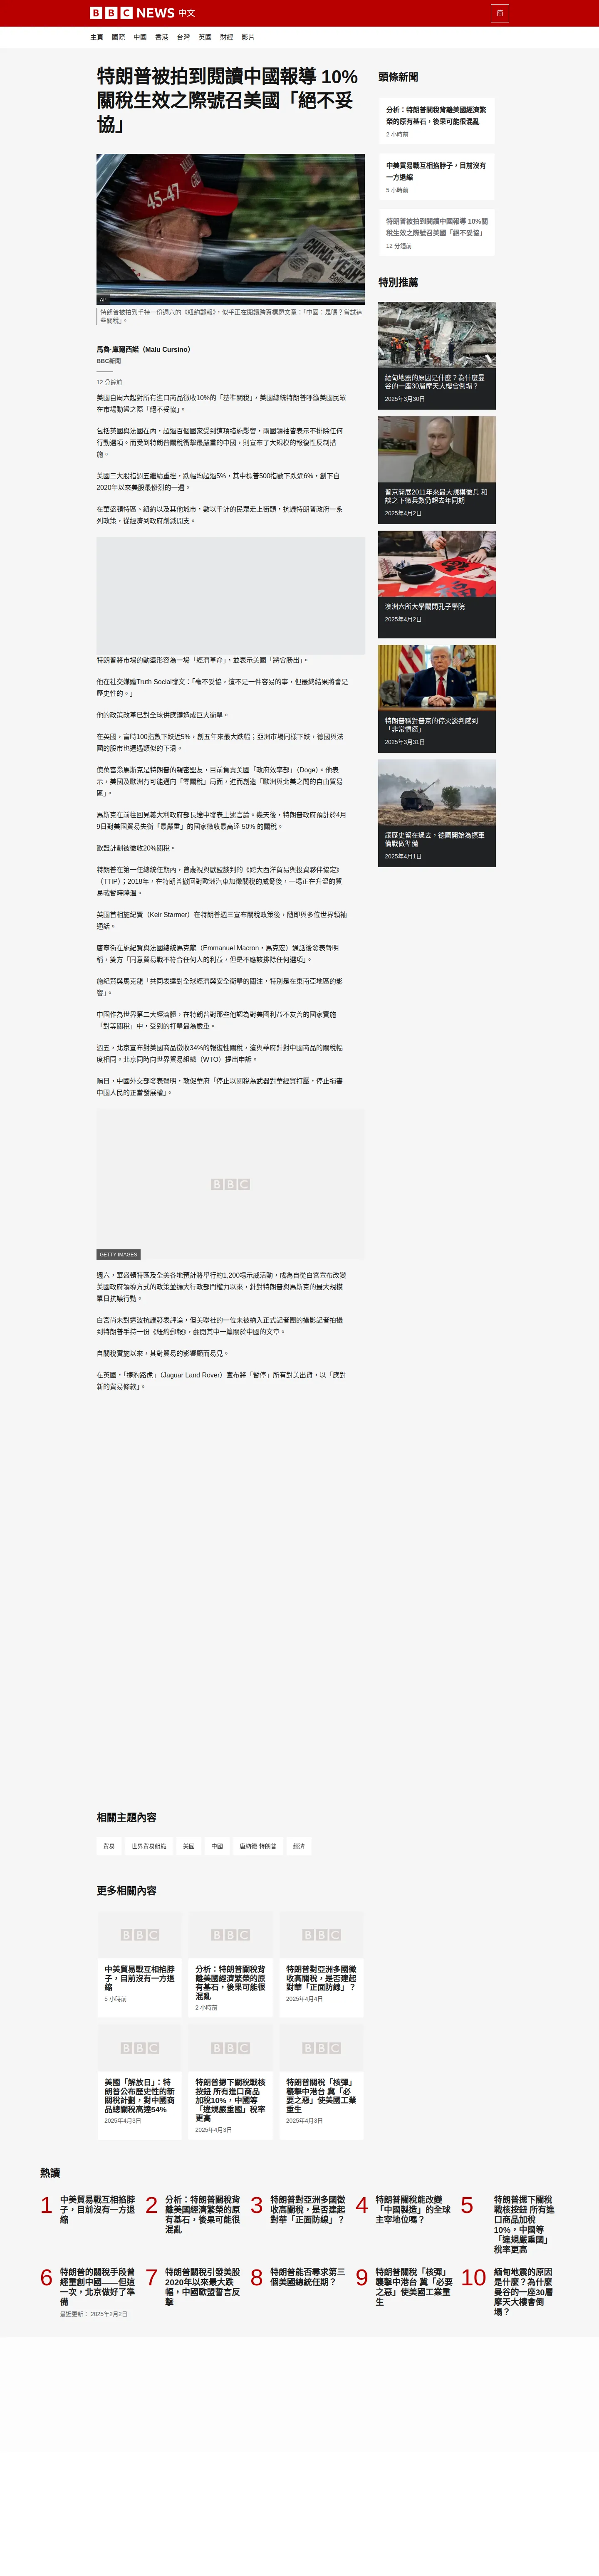 BBC NEWS 中文
简
主頁 國際 中國 香港 台灣 英國 財經 影片
特朗普被拍到閱讀中國報導 10%
關稅生效之際號召美國「絕不妥
協」
45-47
CHINA: 'YEAH?
AP
特朗普被拍到手持一份週六的《紐約郵報》，似乎正在閱讀跨頁標題文章：「中國：是嗎？嘗試這
些關稅」。
馬魯·庫爾西諾（Malu Cursino）
BBC新聞
12 分鐘前
美國自周六起對所有進口商品徵收10%的「基準關稅」，美國總統特朗普呼籲美國民眾
在市場動盪之際「絕不妥協」。
包括英國與法國在內，超過百個國家受到這項措施影響，兩國領袖皆表示不排除任何
行動選項。而受到特朗普關稅衝擊最嚴重的中國，則宣布了大規模的報復性反制措
施。
美國三大股指週五繼續重挫，跌幅均超過5%，其中標普500指數下跌近6%，創下自
2020年以來美股最慘烈的一週。
在華盛頓特區、紐約以及其他城市，數以千計的民眾走上街頭，抗議特朗普政府一系
列政策，從經濟到政府削減開支。
特朗普將市場的動盪形容為一場「經濟革命」，並表示美國「將會勝出」。
他在社交媒體Truth Social發文：「毫不妥協，這不是一件容易的事，但最終結果將會是
歷史性的。」
他的政策改革已對全球供應鏈造成巨大衝擊。
在英國，富時100指數下跌近5%，創五年來最大跌幅；亞洲市場同樣下跌，德國與法
國的股市也遭遇類似的下滑。
億萬富翁馬斯克是特朗普的親密盟友，目前負責美國「政府效率部」（Doge）。他表
示，美國及歐洲有可能邁向「零關稅」局面，進而創造「歐洲與北美之間的自由貿易
區」。
馬斯克在前往回見義大利政府部長途中發表上述言論。幾天後，特朗普政府預計於4月
9日對美國貿易失衡「最嚴重」的國家徵收最高達 50% 的關稅。
歐盟計劃被徵收20%關稅。
特朗普在第一任總統任期內，曾蔑視與歐盟談判的《跨大西洋貿易與投資夥伴協定》
（TTIP）；2018年，在特朗普撤回對歐洲汽車加徵關稅的威脅後，一場正在升溫的貿
易戰暫時降溫。
英國首相施紀賢（Keir Starmer）在特朗普週三宣布關稅政策後，隨即與多位世界領袖
通話。
唐寧街在施紀賢與法國總統馬克龍（Emmanuel Macron，馬克宏）通話後發表聲明
稱，雙方「同意貿易戰不符合任何人的利益，但是不應該排除任何選項」。
施紀賢與馬克龍「共同表達對全球經濟與安全衝擊的關注，特別是在東南亞地區的影
響」。
中國作為世界第二大經濟體，在特朗普對那些他認為對美國利益不友善的國家實施
「對等關稅」中，受到的打擊最為嚴重。
週五，北京宣布對美國商品徵收34%的報復性關稅，這與華府針對中國商品的關稅幅
度相同。北京同時向世界貿易組織（WTO）提出申訴。
隔日，中國外交部發表聲明，敦促華府「停止以關稅為武器對華經貿打壓，停止損害
中國人民的正當發展權」。
BBC
GETTY IMAGES
週六，華盛頓特區及全美各地預計將舉行約1,200場示威活動，成為自從白宮宣布改變
美國政府領導方式的政策並擴大行政部門權力以來，針對特朗普與馬斯克的最大規模
單日抗議行動。
白宮尚未對這波抗議發表評論，但美聯社的一位未被納入正式記者團的攝影記者拍攝
到特朗普手持一份《紐約郵報》，翻閱其中一篇關於中國的文章。
自關稅實施以來，其對貿易的影響顯而易見。
在英國，「捷豹路虎」（Jaguar Land Rover）宣布將「暫停」所有對美出貨，以「應對
新的貿易條款」。
頭條新聞
分析：特朗普關稅背離美國經濟繁
榮的原有基石，後果可能很混亂
2 小時前
中美貿易戰互相掐脖子，目前沒有
一方退縮
5 小時前
特朗普被拍到閱讀中國報導 10%關
稅生效之際號召美國「絕不妥協」
12 分鐘前
特別推薦
緬甸地震的原因是什麼？為什麼曼
谷的一座30層摩天大樓會倒塌？
2025年3月30日
普京開展2011年來最大規模徵兵 和
談之下徵兵數仍超去年同期
2025年4月2日
澳洲六所大學關閉孔子學院
2025年4月2日
特朗普稱對普京的停火談判感到
「非常憤怒」
2025年3月31日
讓歷史留在過去，德國開始為擴軍
備戰做準備
2025年4月1日
相關主題內容
貿易 世界貿易組織 美國 中國 唐納德·特朗普 經濟
更多相關內容
BBC BBC BBC
中美貿易戰互相掐脖
子，目前沒有一方退
縮
5 小時前
分析：特朗普關稅背
離美國經濟繁榮的原
有基石，後果可能很
混亂
2 小時前
特朗普對亞洲多國徵
收高關稅，是否建起
對華「正面防線」？
2025年4月4日
BBC BBC BBC
美國「解放日」：特
朗普公布歷史性的新
關稅計劃，對中國商
品總關稅高達54%
2025年4月3日
特朗普摁下關稅戰核
按鈕 所有進口商品
加稅10%，中國等
「違規嚴重國」稅率
更高
2025年4月3日
特朗普關稅「核彈」
襲擊中港台 冀「必
要之惡」使美國工業
重生
2025年4月3日
熱讀
1 中美貿易戰互相掐脖
子，目前沒有一方退
縮
2 分析：特朗普關稅背
離美國經濟繁榮的原
有基石，後果可能很
混亂
3 特朗普對亞洲多國徵
收高關稅，是否建起
對華「正面防線」？
4 特朗普關稅能改變
「中國製造」的全球
主宰地位嗎？
5 特朗普摁下關稅
戰核按鈕 所有進
口商品加稅
10%，中國等
「違規嚴重國」
稅率更高
6 特朗普的關稅手段曾
經重創中國——但這
一次，北京做好了準
備
最近更新： 2025年2月2日
7 特朗普關稅引發美股
2020年以來最大跌
幅，中國歐盟誓言反
擊
8 特朗普能否尋求第三
個美國總統任期？
9 特朗普關稅「核彈」
襲擊中港台 冀「必要
之惡」使美國工業重
生
10 緬甸地震的原因
是什麼？為什麼
曼谷的一座30層
摩天大樓會倒
塌？